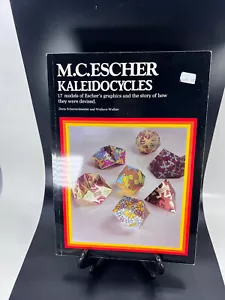 M.C.ESCHER
KALEIDOCYCLES
17 models of Escher's graphics and the story of how
they were devised.
Doris Schattschneider and Wallace Walker